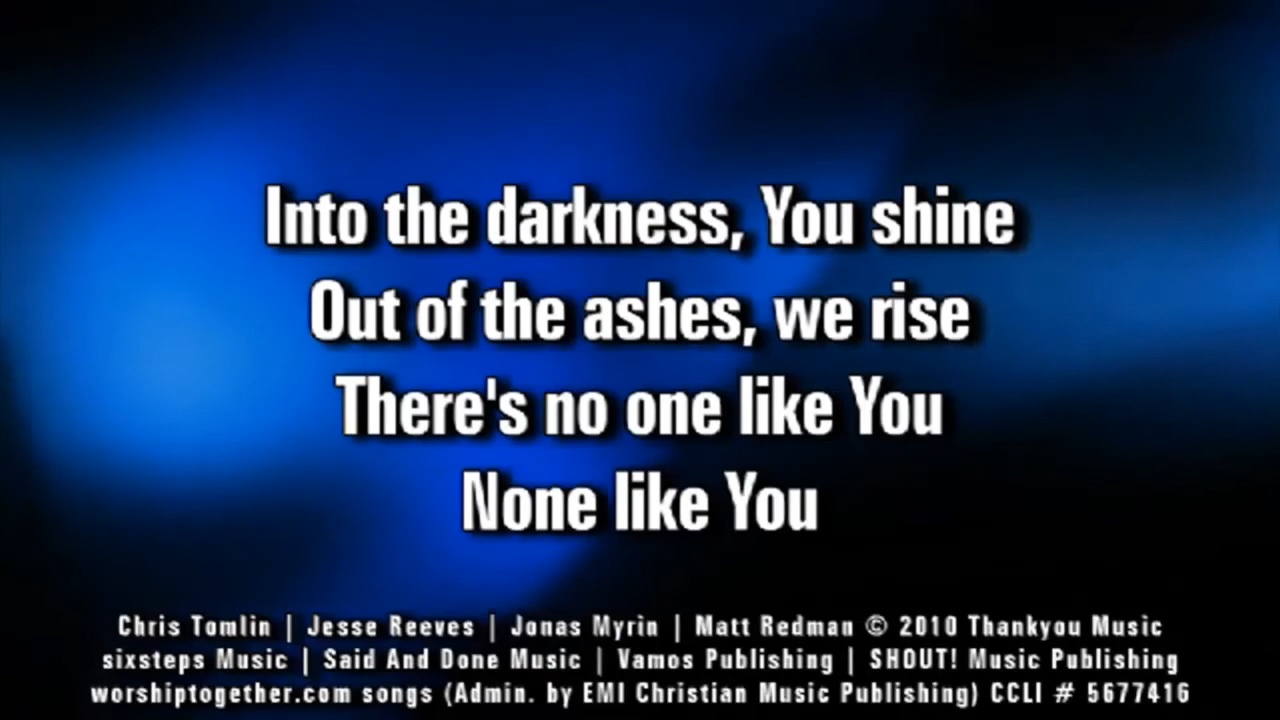 Into the darkness, You shine
Out of the ashes, we rise
There's no one like You
None like You
Chris Tomlin | Jesse Reeves | Jonas Myrin | Matt Redman © 2010 Thankyou Music
sixsteps Music | Said And Done Music | Vamos Publishing | SHOUT! Music Publishing
worshiptogether.com songs (Admin. by EMI Christian Music Publishing) CCLI # 5677416